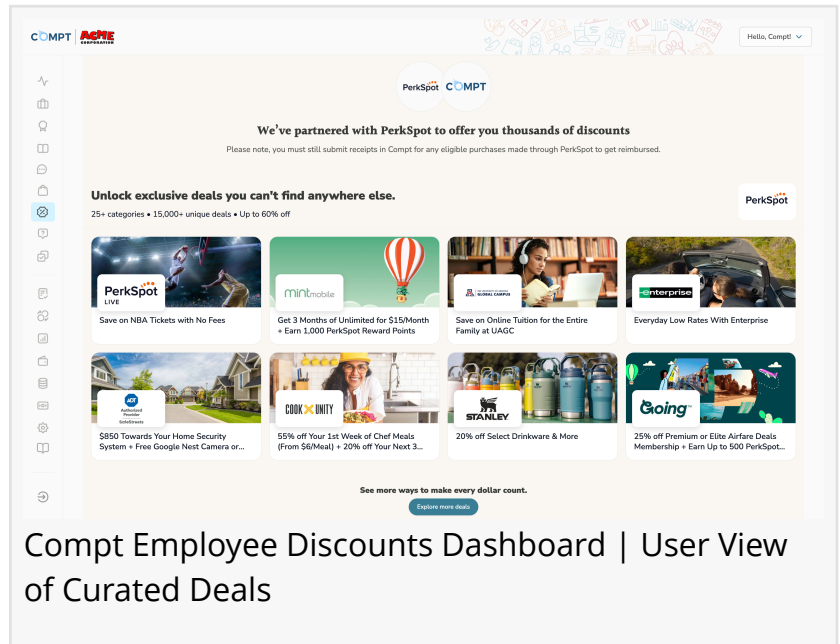 COMPT
ACME
CORPORATION
Hello, Compt!
PerkSpot COMPT
We've partnered with PerkSpot to offer you thousands of discounts
Please note, you must still submit receipts in Compt for any eligible purchases made through PerkSpot to get reimbursed.
Unlock exclusive deals you can't find anywhere else.
25+ categories • 15,000+ unique deals • Up to 60% off
PerkSpot
PerkSpot
LIVE
Save on NBA Tickets with No Fees
mintmobile
Get 3 Months of Unlimited for $15/Month
+ Earn 1,000 PerkSpot Reward Points
GLOBAL CAMPUS
Save on Online Tuition for the Entire
Family at UAGC
enterprise
Everyday Low Rates With Enterprise
ADT
Authorized
Provider
SafeStreets
$850 Towards Your Home Security
System + Free Google Nest Camera or...
COOK UNITY
55% off Your 1st Week of Chef Meals
(From $6/Meal) + 20% off Your Next 3...
STANLEY
20% off Select Drinkware & More
Going
25% off Premium or Elite Airfare Deals
Membership + Earn Up to 500 PerkSpot...
See more ways to make every dollar count.
Explore more deals
Compt Employee Discounts Dashboard | User View
of Curated Deals